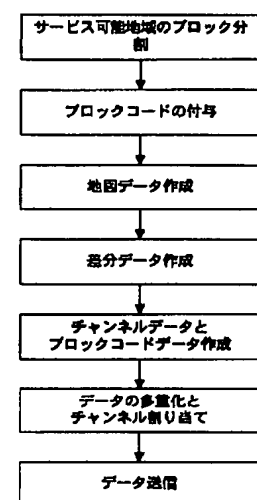 サービス可能地域のブロック分
割
ブロックコードの付与
地図データ作成
差分データ作成
チャンネルデータと
ブロックコードデータ作成
データの多重化と
チャンネル割り当て
データ送信